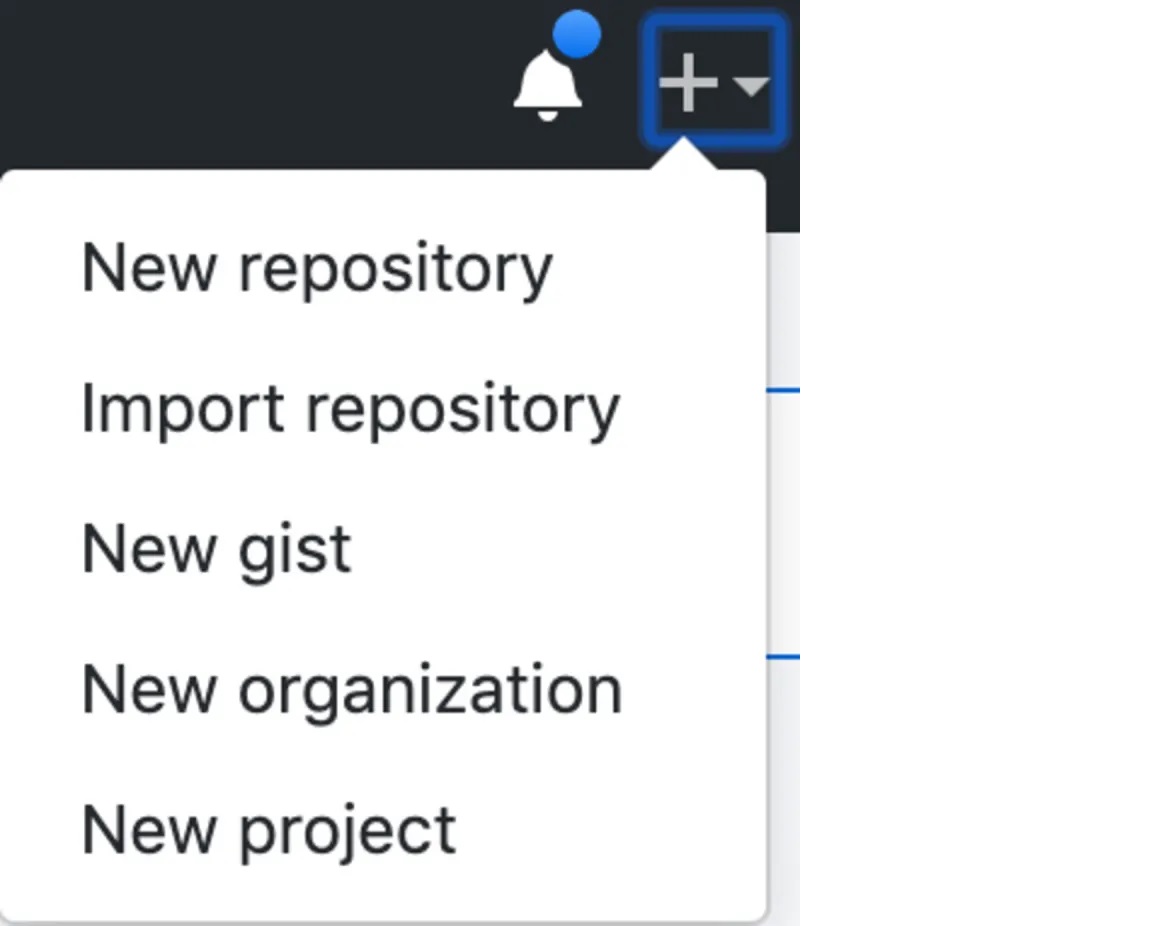 New repository
Import repository
New gist
New organization
New project